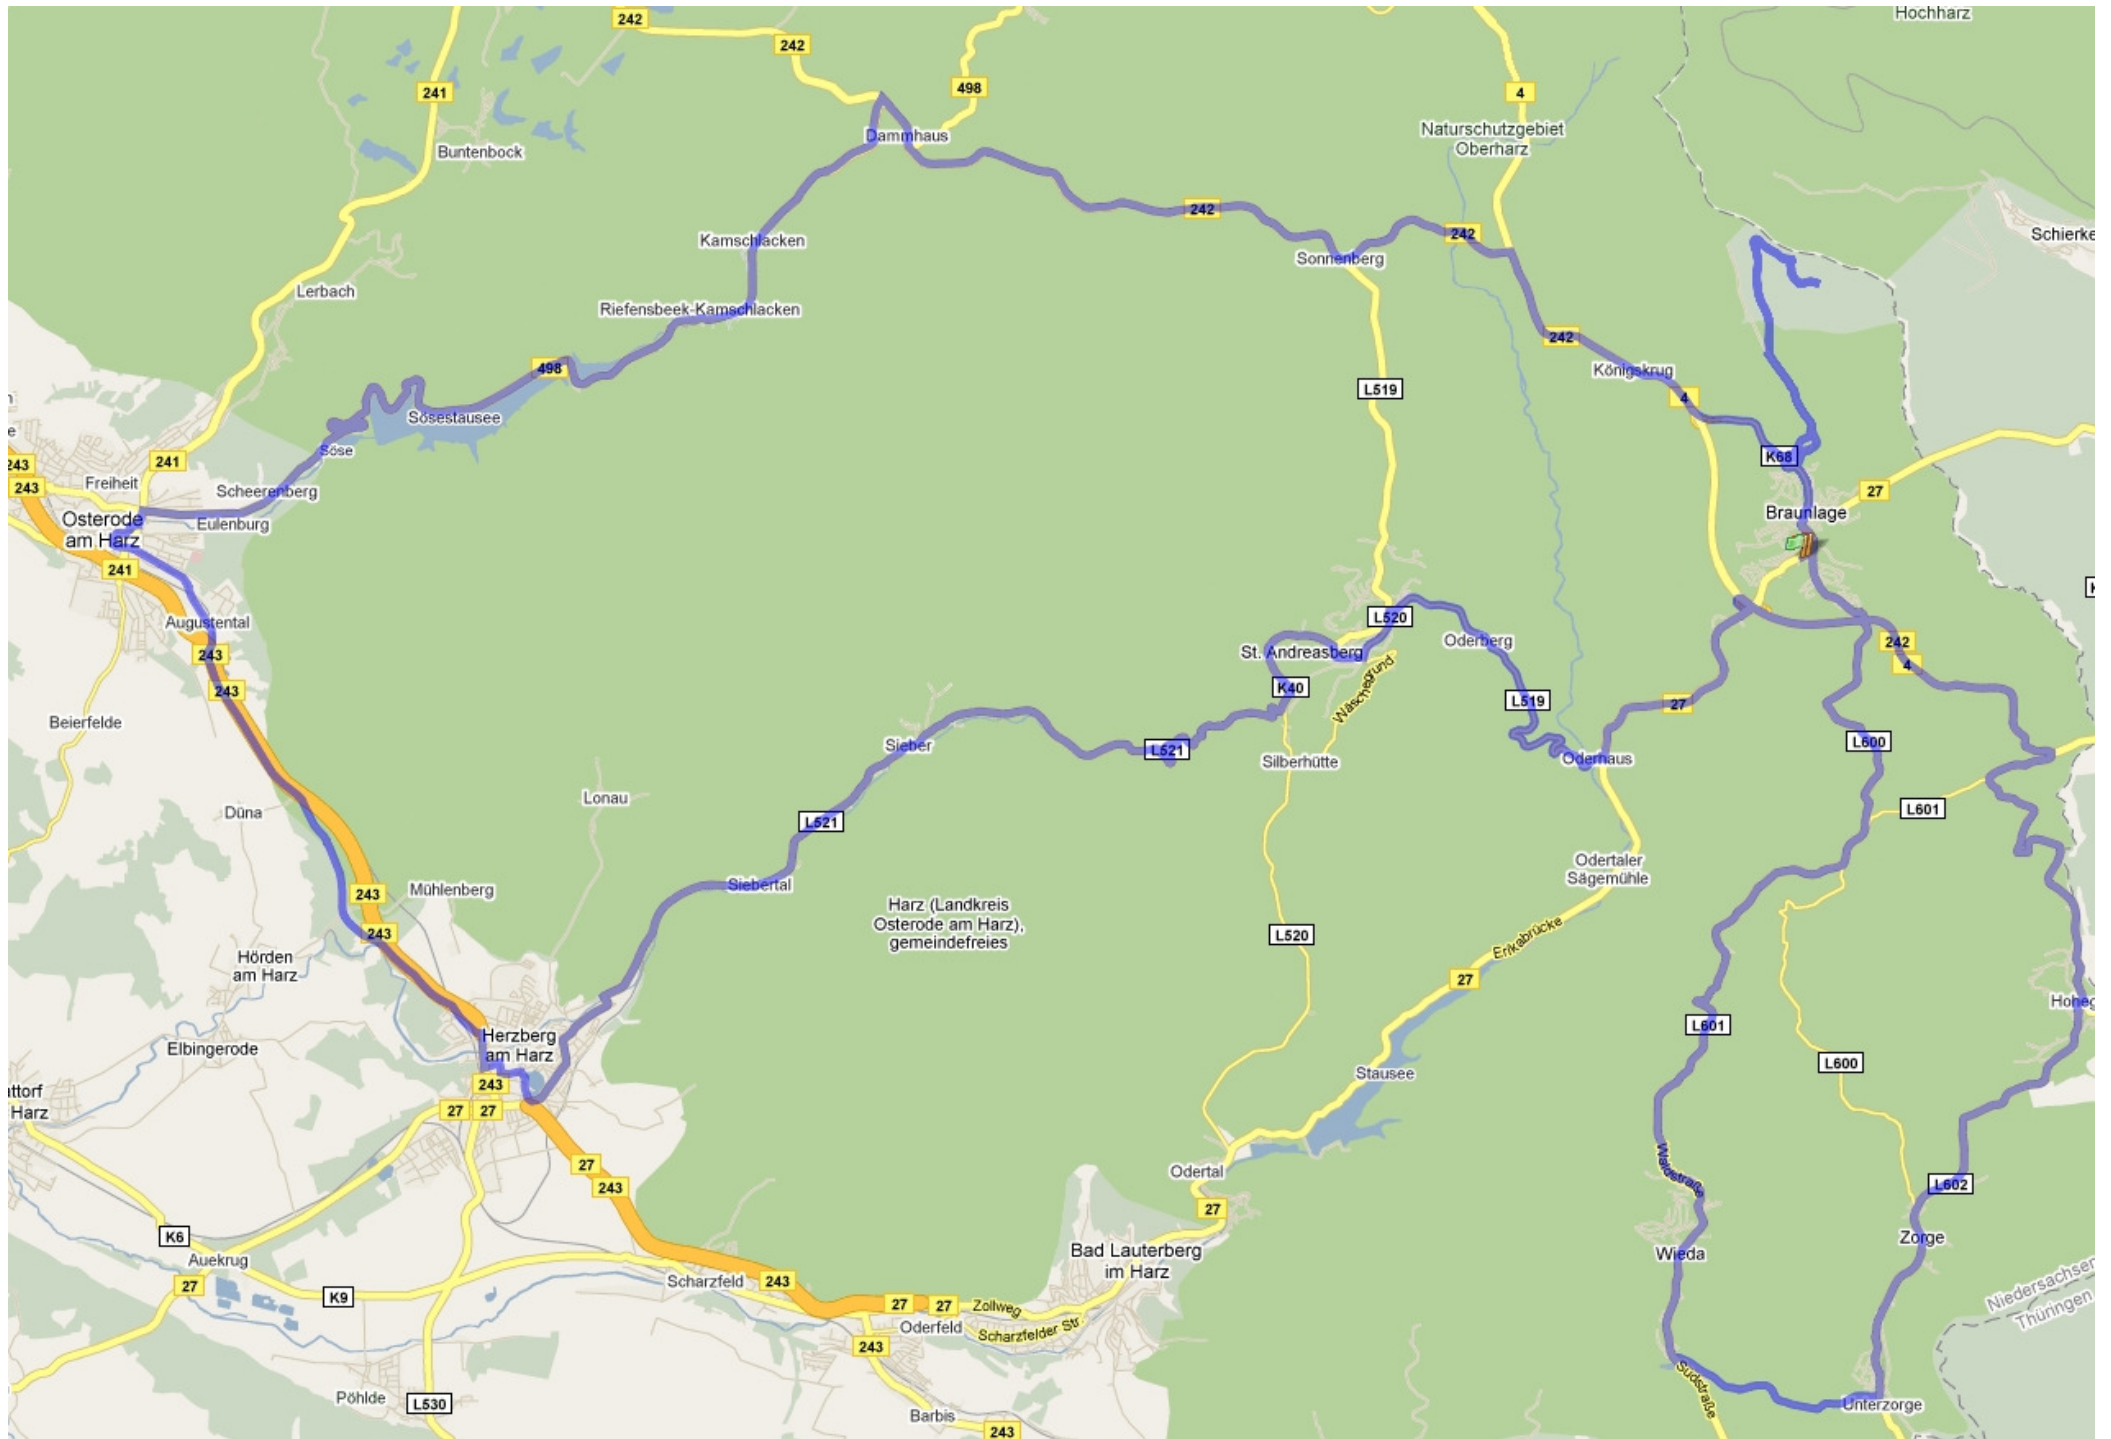 Hochharz
242
242
498
241
4
Dammhaus
Naturschutzgebiet
Oberharz
Buntenbock
242
242
Schierke
Kamschlacken
Sonnenberg
Lerbach
Riefensbeek-Kamschlacken
242
498
Königskrug
L519
4
Sösestausee
n
e
Söse
K68
243
241
243
Freiheit
Scheerenberg
27
Osterode
am Harz
Eulenburg
Braunlage
241
K
Augustental
L520
243
St. Andreasberg
Oderberg
242
4
Wäschegrund
243
K40
L519
27
Beierfelde
Sieber
L521
L600
Silberhütte
Oderhaus
Lonau
Düna
L521
L601
Odertaler
Sägemühle
Siebertal
243
Mühlenberg
Harz (Landkreis
Osterode am Harz),
gemeindefreies
243
L520
Erikabrücke
Hörden
am Harz
27
Hoheg
L601
Herzberg
am Harz
Elbingerode
L600
Stausee
243
ttorf
Harz
27
27
27
Odertal
Waldstraße
243
L602
27
K6
Zorge
Auekrug
Bad Lauterberg
im Harz
Wieda
Scharzfeld
243
27
Niedersachsen
K9
27
27
Zollweg
Thüringen
Oderfeld
Scharzfelder Str.
243
Südstraße
Pöhlde
L530
Unterzorge
Barbis
243